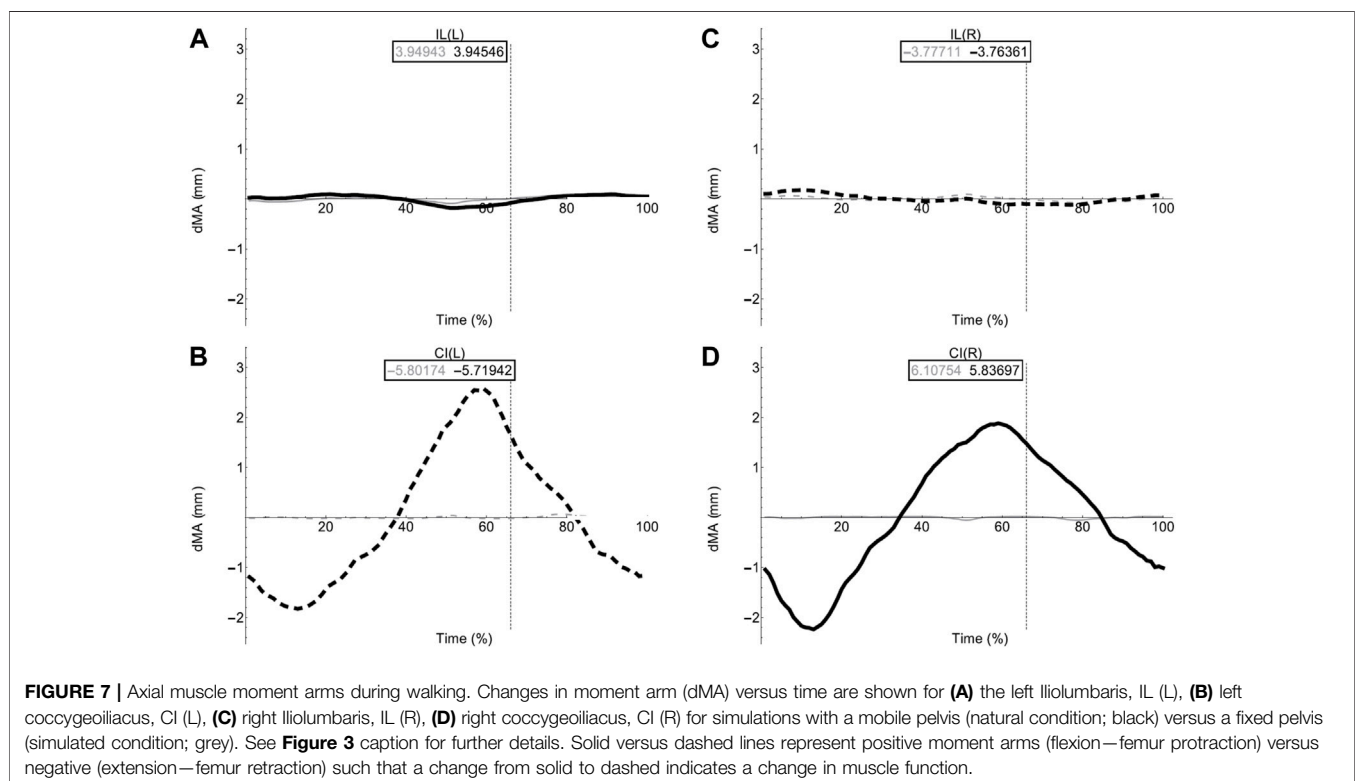 A
IL(L)
3.94943 3.94546
3
2
1
−1
−2
dMA (mm)
20 40 60 80 100
Time (%)
C
IL(R)
−3.77711 −3.76361
3
2
1
−1
−2
dMA (mm)
20 40 60 80 100
Time (%)
B
CI(L)
−5.80174 −5.71942
3
2
1
−1
−2
dMA (mm)
20 40 60 80 100
Time (%)
D
CI(R)
6.10754 5.83697
3
2
1
−1
−2
dMA (mm)
20 40 60 80 100
Time (%)
FIGURE 7 | Axial muscle moment arms during walking. Changes in moment arm (dMA) versus time are shown for (A) the left Iliolumbaris, IL (L), (B) left
coccygeoiliacus, CI (L), (C) right Iliolumbaris, IL (R), (D) right coccygeoiliacus, CI (R) for simulations with a mobile pelvis (natural condition; black) versus a fixed pelvis
(simulated condition; grey). See Figure 3 caption for further details. Solid versus dashed lines represent positive moment arms (flexion—femur protraction) versus
negative (extension—femur retraction) such that a change from solid to dashed indicates a change in muscle function.